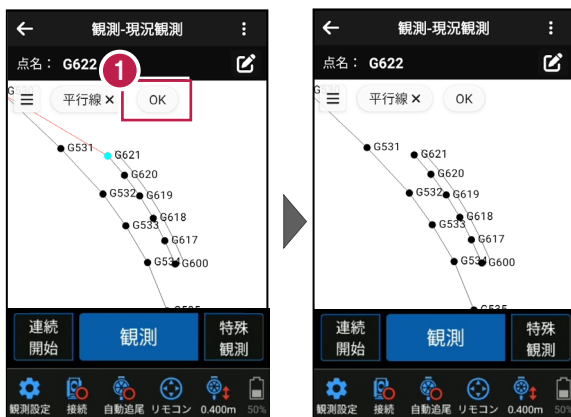 観測-現況観測
点名： G622
1
平行線 × OK
G531
G621
G620
G532
G619
G618
G533
G617
G534
G600
連続
開始
観測
特殊
観測
観測設定 接続 自動追尾 リモコン 0.400m 50%
観測-現況観測
点名： G622
平行線 × OK
G531
G621
G620
G532
G619
G618
G533
G617
G534
G600
G535
連続
開始
観測
特殊
観測
観測設定 接続 自動追尾 リモコン 0.400m 50%